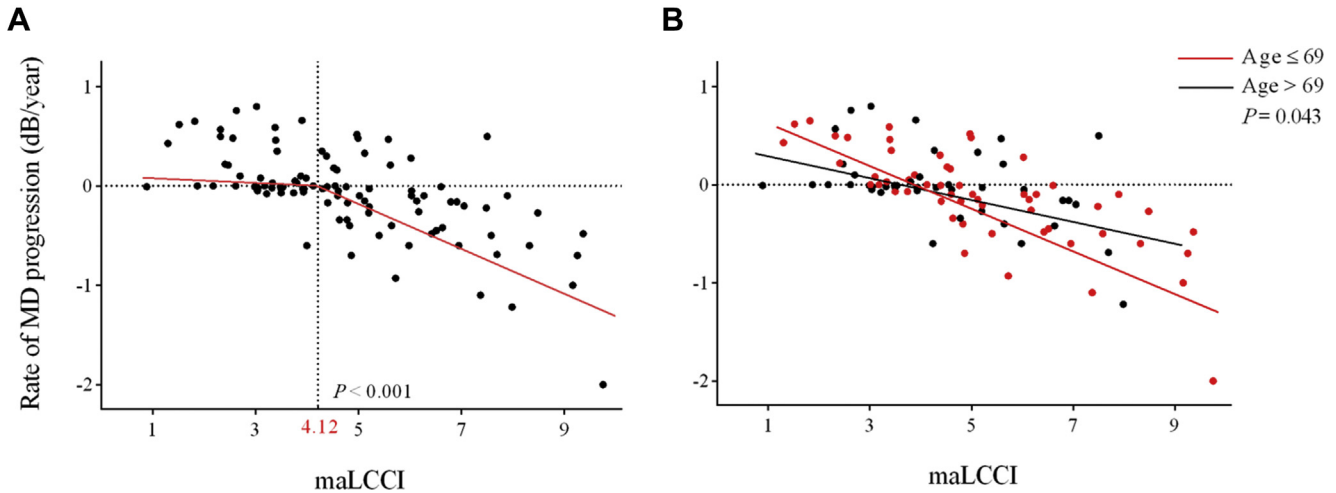 A
Rate of MD progression (dB/year)
1
0
-1
-2
P < 0.001
1
3
4.12
5
7
9
maLCCI
B
Age ≤ 69
Age > 69
P = 0.043
1
0
-1
-2
1
3
5
7
9
maLCCI